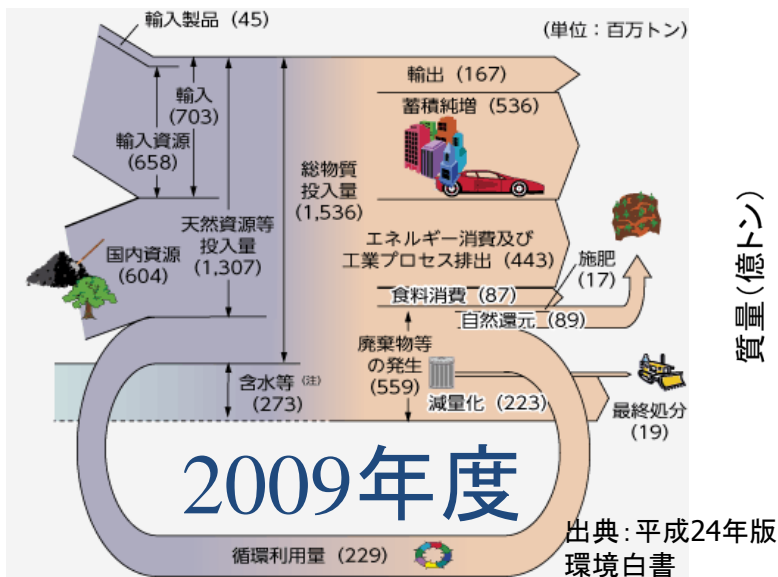 輸入製品 (45)
(単位：百万トン)
輸出 (167)
輸入
(703)
蓄積純増 (536)
輸入資源
(658)
総物質
投入量
(1,536)
天然資源等
投入量
(1,307)
国内資源
(604)
エネルギー消費及び
工業プロセス排出 (443)
施肥
(17)
食料消費 (87)
自然還元 (89)
廃棄物等
の発生
(559)
含水等 (注)
(273)
減量化 (223)
最終処分
(19)
2009年度
循環利用量 (229)
出典：平成24年版
環境白書
質量(億トン)